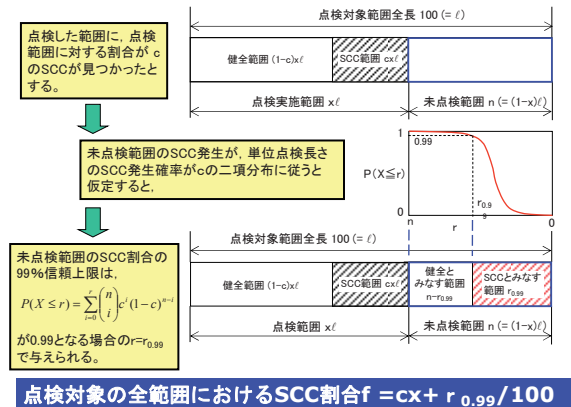 点検対象範囲全長 100 (= ℓ)
点検した範囲に，点検
範囲に対する割合が c
のSCCが見つかったと
する。
健全範囲 (1-c)xℓ
SCC範囲 cxℓ
点検実施範囲 xℓ
未点検範囲 n (= (1-x)ℓ)
未点検範囲のSCC発生が，単位点検長さ
のSCC発生確率がcの二項分布に従うと
仮定すると，
1
0.99
P(X≦r)
0
n
r
r0.9
9
0
点検対象範囲全長 100 (= ℓ)
未点検範囲のSCC割合の
99%信頼上限は，
P(X ≤ r) = \sum_{i=0}^{r} \binom{n}{i} c^i (1-c)^{n-i}
が0.99となる場合のr=r0.99
で与えられる。
健全範囲 (1-c)xℓ
SCC範囲 cxℓ
健全と
みなす範囲
n-r0.99
SCCとみなす
範囲 r0.99
点検範囲 xℓ
未点検範囲 n (= (1-x)ℓ)
点検対象の全範囲におけるSCC割合f =cx+ r 0.99/100